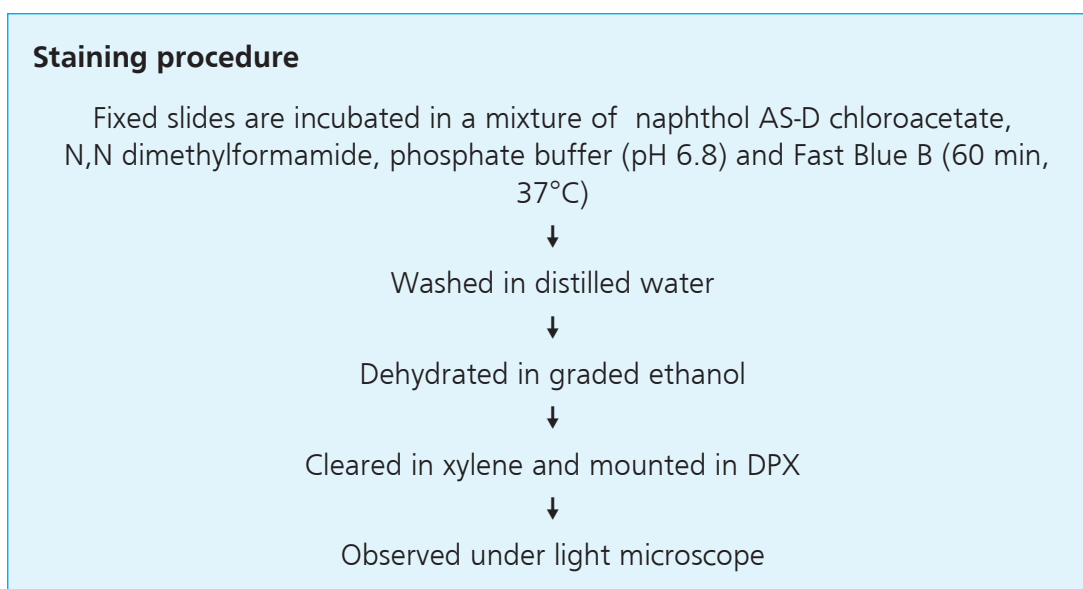 Staining procedure
Fixed slides are incubated in a mixture of  naphthol AS-D chloroacetate,
N,N dimethylformamide, phosphate buffer (pH 6.8) and Fast Blue B (60 min,
37°C)
↓
Washed in distilled water
↓
Dehydrated in graded ethanol
↓
Cleared in xylene and mounted in DPX
↓
Observed under light microscope